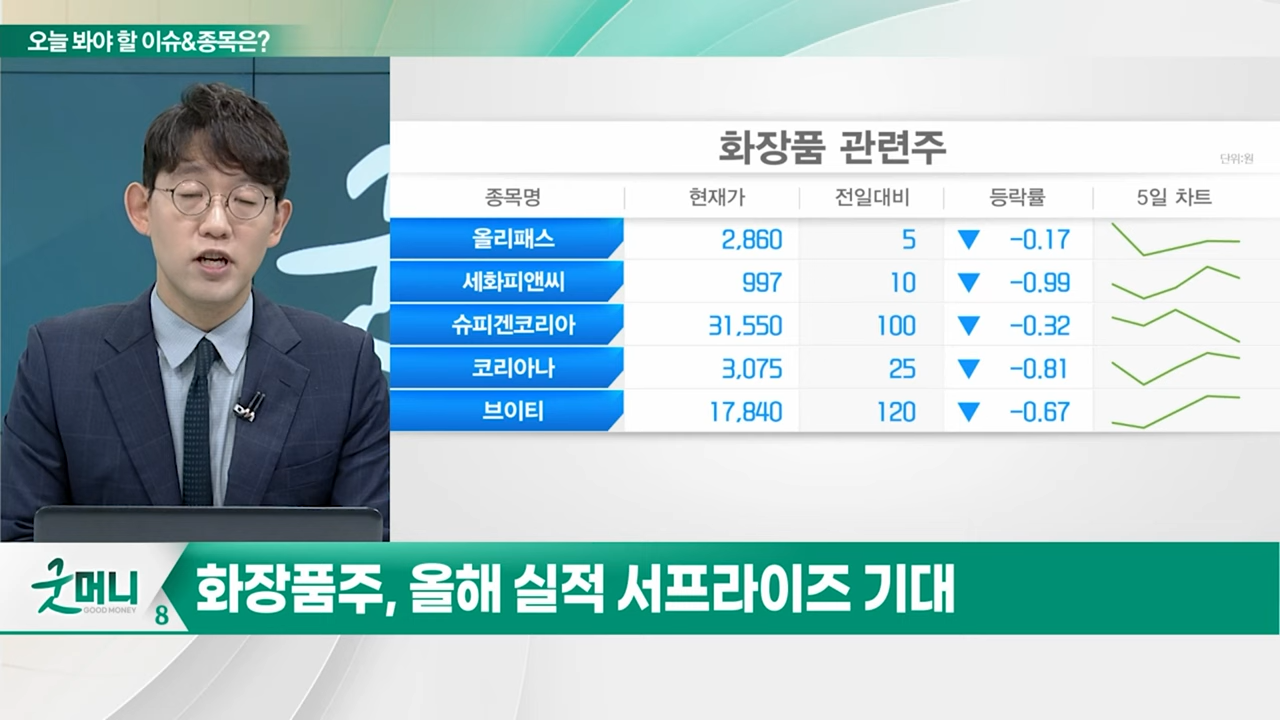 오늘 봐야 할 이슈&종목은?
화장품 관련주
단위:원
종목명 현재가 전일대비 등락률 5일 차트
올리패스 2,860 5 ▼ -0.17
세화피앤씨 997 10 ▼ -0.99
슈피겐코리아 31,550 100 ▼ -0.32
코리아나 3,075 25 ▼ -0.81
브이티 17,840 120 ▼ -0.67
굿머니
GOOD MONEY
8
화장품주, 올해 실적 서프라이즈 기대